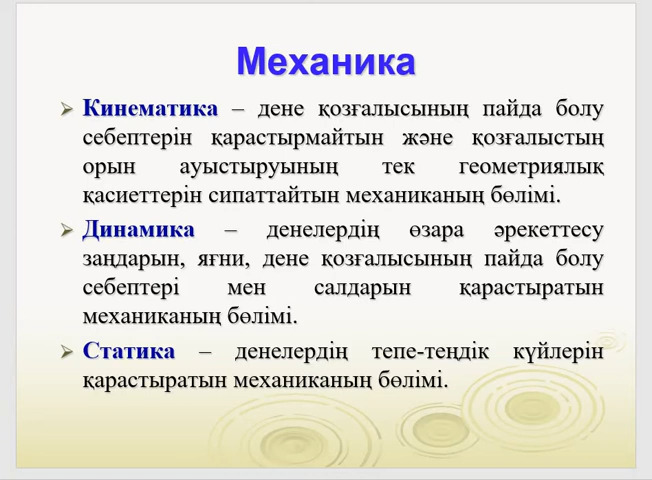 Механика
Кинематика – дене қозғалысының пайда болу
себептерін қарастырмайтын және қозғалыстың
орын ауыстыруының тек геометриялық
қасиеттерін сипаттайтын механиканың бөлімі.
Динамика – денелердің өзара әрекеттесу
заңдарын, яғни, дене қозғалысының пайда болу
себептері мен салдарын қарастыратын
механиканың бөлімі.
Статика – денелердің тепе-теңдік күйлерін
қарастыратын механиканың бөлімі.